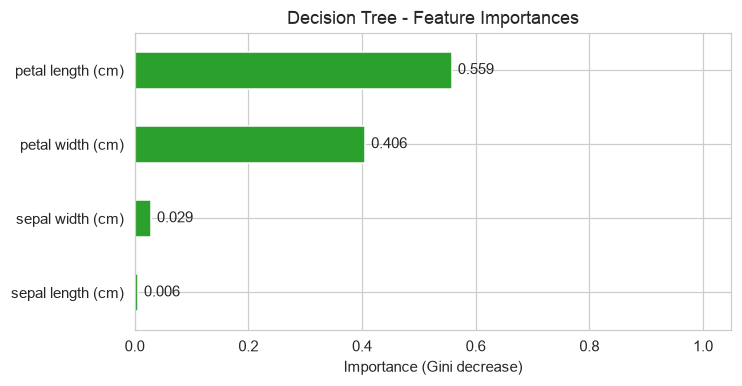 Decision Tree - Feature Importances
petal length (cm)
0.559
petal width (cm)
0.406
sepal width (cm)
0.029
sepal length (cm)
0.006
0.0 0.2 0.4 0.6 0.8 1.0
Importance (Gini decrease)